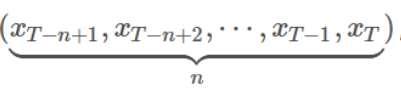 (x_{T-n+1}, x_{T-n+2}, ⋯, x_{T-1}, x_T)
n